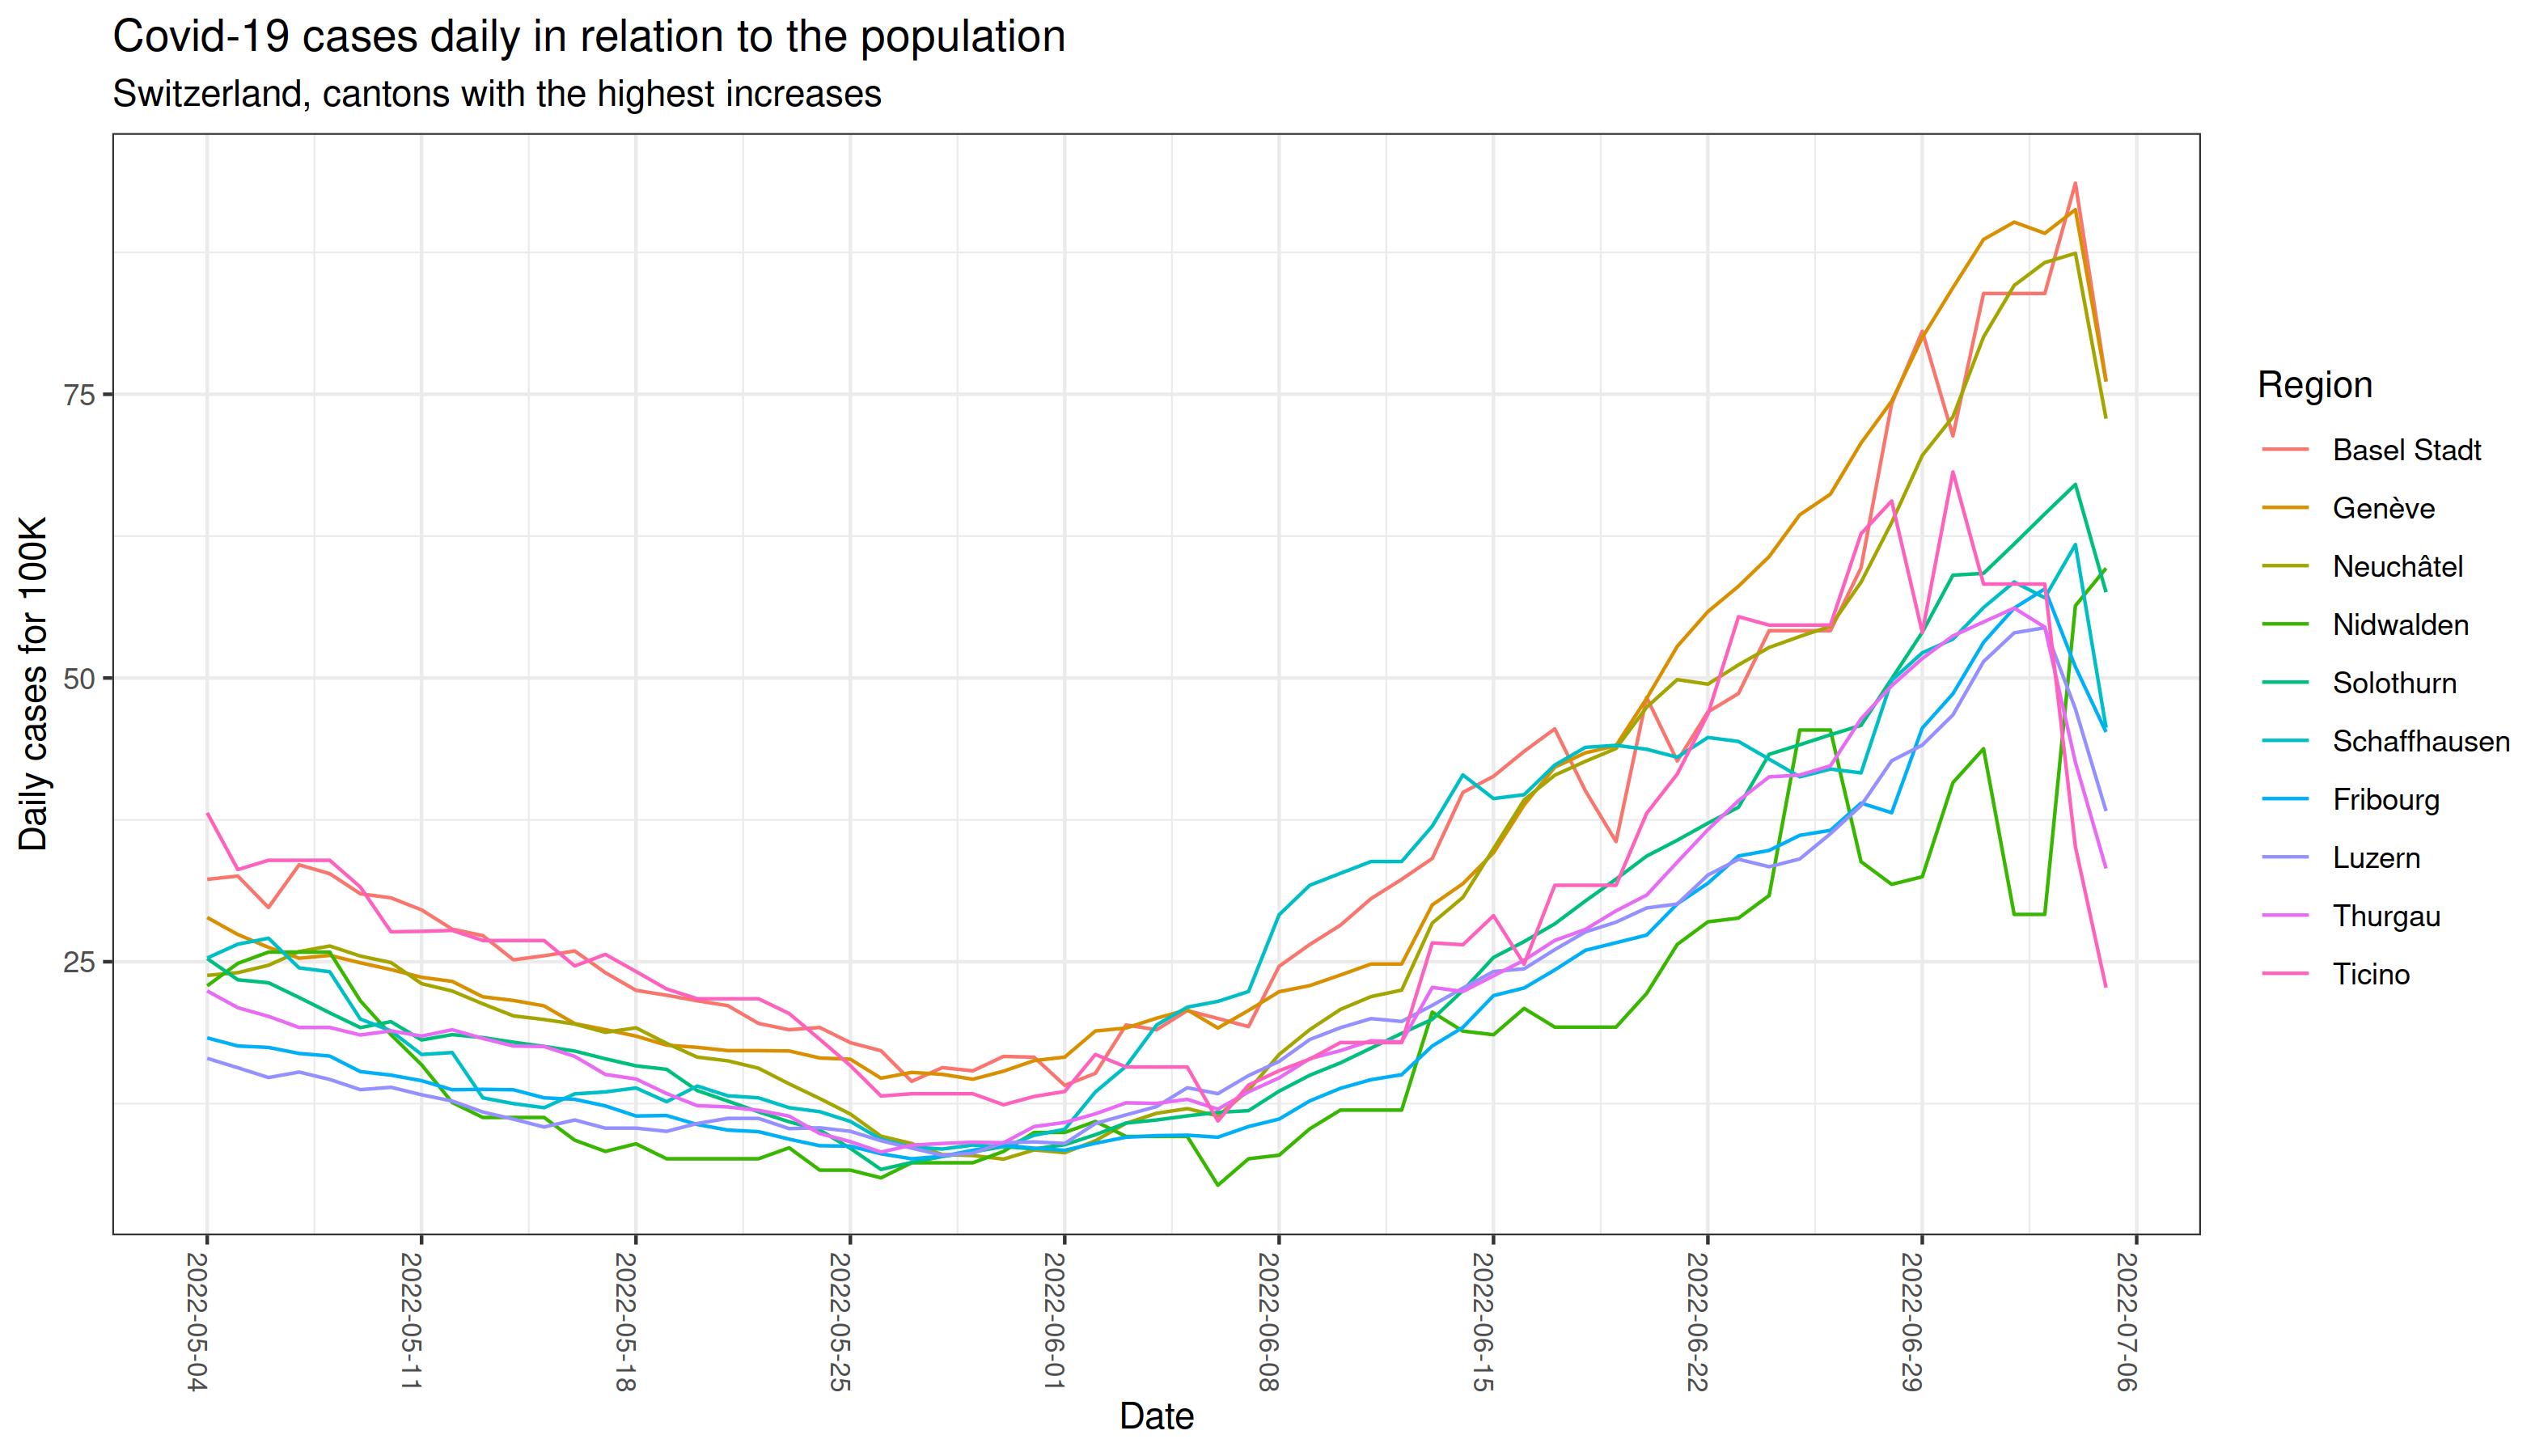 Covid-19 cases daily in relation to the population
Switzerland, cantons with the highest increases
Daily cases for 100K
75
50
25
2022-05-04
2022-05-11
2022-05-18
2022-05-25
2022-06-01
2022-06-08
2022-06-15
2022-06-22
2022-06-29
2022-07-06
Date
Region
Basel Stadt
Genève
Neuchâtel
Nidwalden
Solothurn
Schaffhausen
Fribourg
Luzern
Thurgau
Ticino